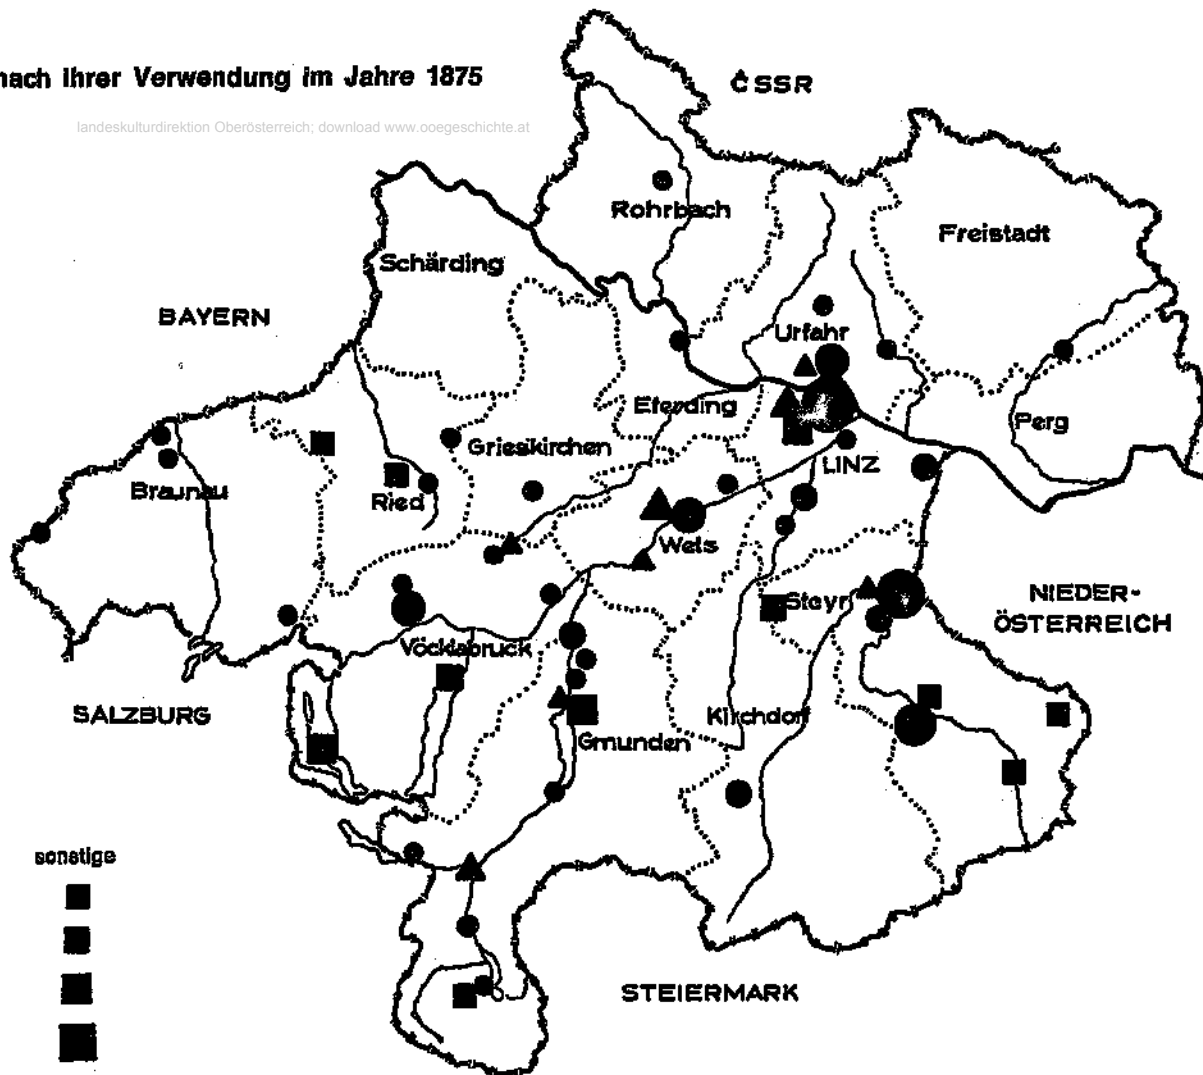 nach ihrer Verwendung im Jahre 1875
ČSSR
landeskulturdirektion Oberösterreich; download www.ooegeschichte.at
Rohrbach
Freistadt
Schärding
BAYERN
Urfahr
Eferding
Perg
Grieskirchen
LINZ
Braunau
Ried
Wels
NIEDER-
ÖSTERREICH
Steyr
Vöcklabruck
SALZBURG
Kirchdorf
Gmunden
sonstige
STEIERMARK